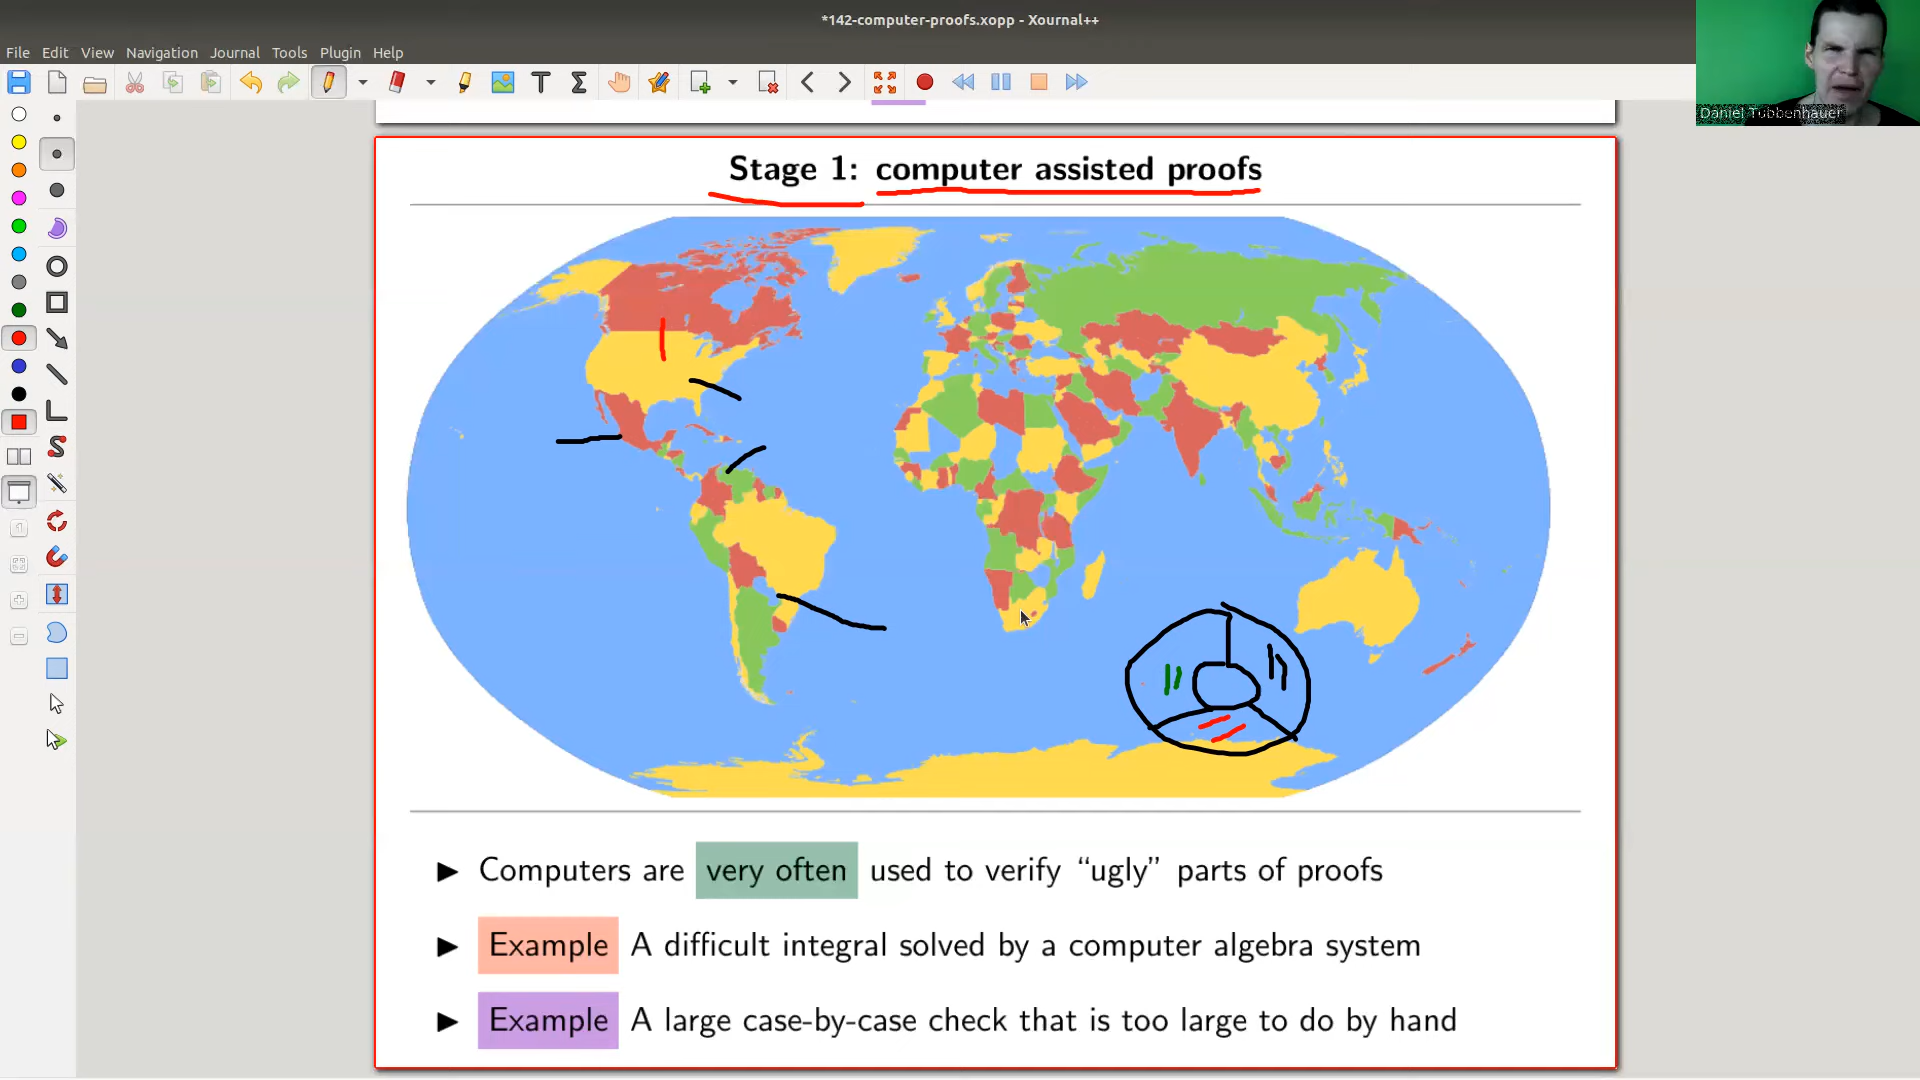 *142-computer-proofs.xopp - Xournal++
File Edit View Navigation Journal Tools Plugin Help
Daniel Tubbenhauer
Stage 1: computer assisted proofs
▶ Computers are very often used to verify “ugly” parts of proofs
▶ Example A difficult integral solved by a computer algebra system
▶ Example A large case-by-case check that is too large to do by hand